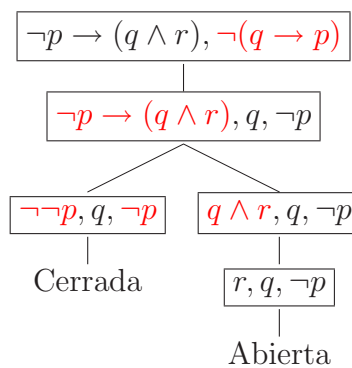 ¬p → (q ∧ r), ¬(q → p)
¬p → (q ∧ r), q, ¬p
¬¬p, q, ¬p
q ∧ r, q, ¬p
Cerrada
r, q, ¬p
Abierta